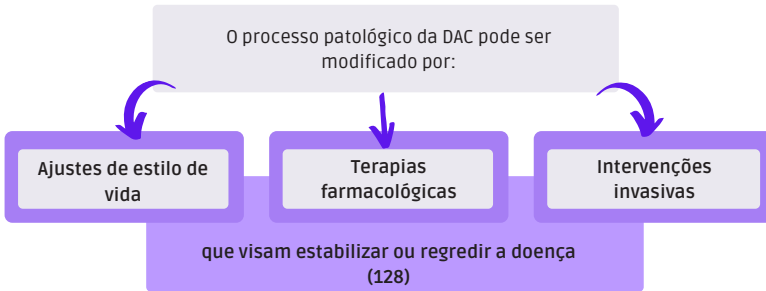 O processo patológico da DAC pode ser
modificado por:
Ajustes de estilo de
vida
Terapias
farmacológicas
Intervenções
invasivas
que visam estabilizar ou regredir a doença
(128)